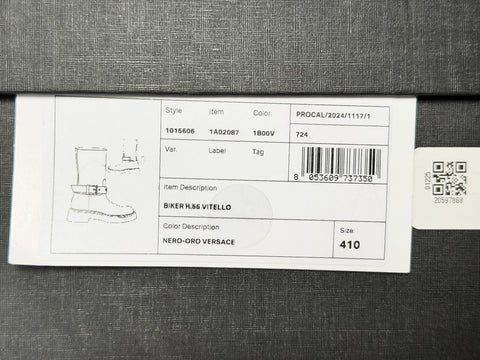 Style Item Color PROCAL/2024/1117/1
1015606 1A02087 1B00V 724
Var. Label Tag
8 053609 737350
Item Description
BIKER H.55 VITELLO
Color Description
NERO-ORO VERSACE
Size:
410
01225
20597868